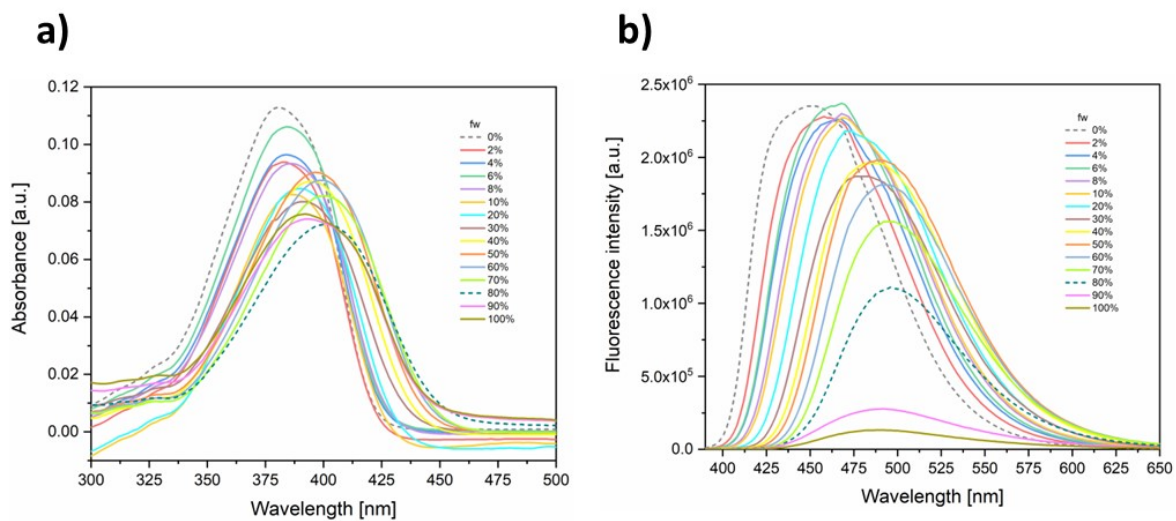 a)
0.12
0.10
0.08
0.06
0.04
0.02
0.00
Absorbance [a.u.]
fw
0%
2%
4%
6%
8%
10%
20%
30%
40%
50%
60%
70%
80%
90%
100%
300 350 375 400 425 450 500
Wavelength [nm]
b)
2.5x10⁶
2.0x10⁶
1.5x10⁶
1.0x10⁶
5.0x10⁵
0.0
Fluorescence intensity [a.u.]
fw
0%
2%
4%
6%
8%
10%
20%
30%
40%
50%
60%
70%
80%
90%
100%
400 425 450 475 500 525 550 575 600 625 650
Wavelength [nm]